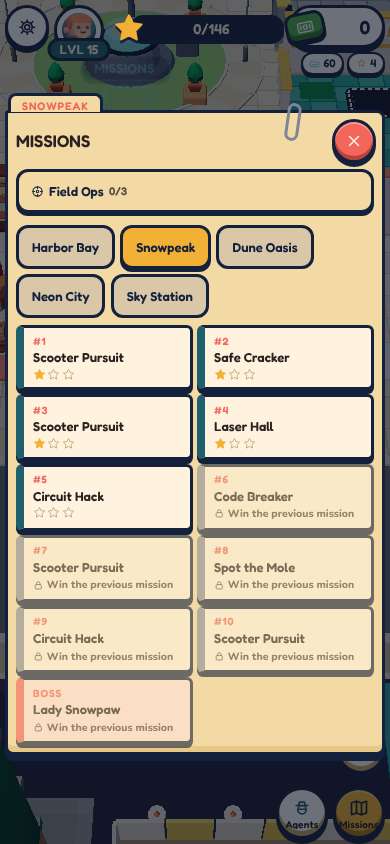 0/146
0
LVL 15
MISSIONS
60
4
SNOWPEAK
MISSIONS
Field Ops 0/3
Harbor Bay
Snowpeak
Dune Oasis
Neon City
Sky Station
#1
Scooter Pursuit
#2
Safe Cracker
#3
Scooter Pursuit
#4
Laser Hall
#5
Circuit Hack
#6
Code Breaker
Win the previous mission
#7
Scooter Pursuit
Win the previous mission
#8
Spot the Mole
Win the previous mission
#9
Circuit Hack
Win the previous mission
#10
Scooter Pursuit
Win the previous mission
BOSS
Lady Snowpaw
Win the previous mission
Agents
Missions